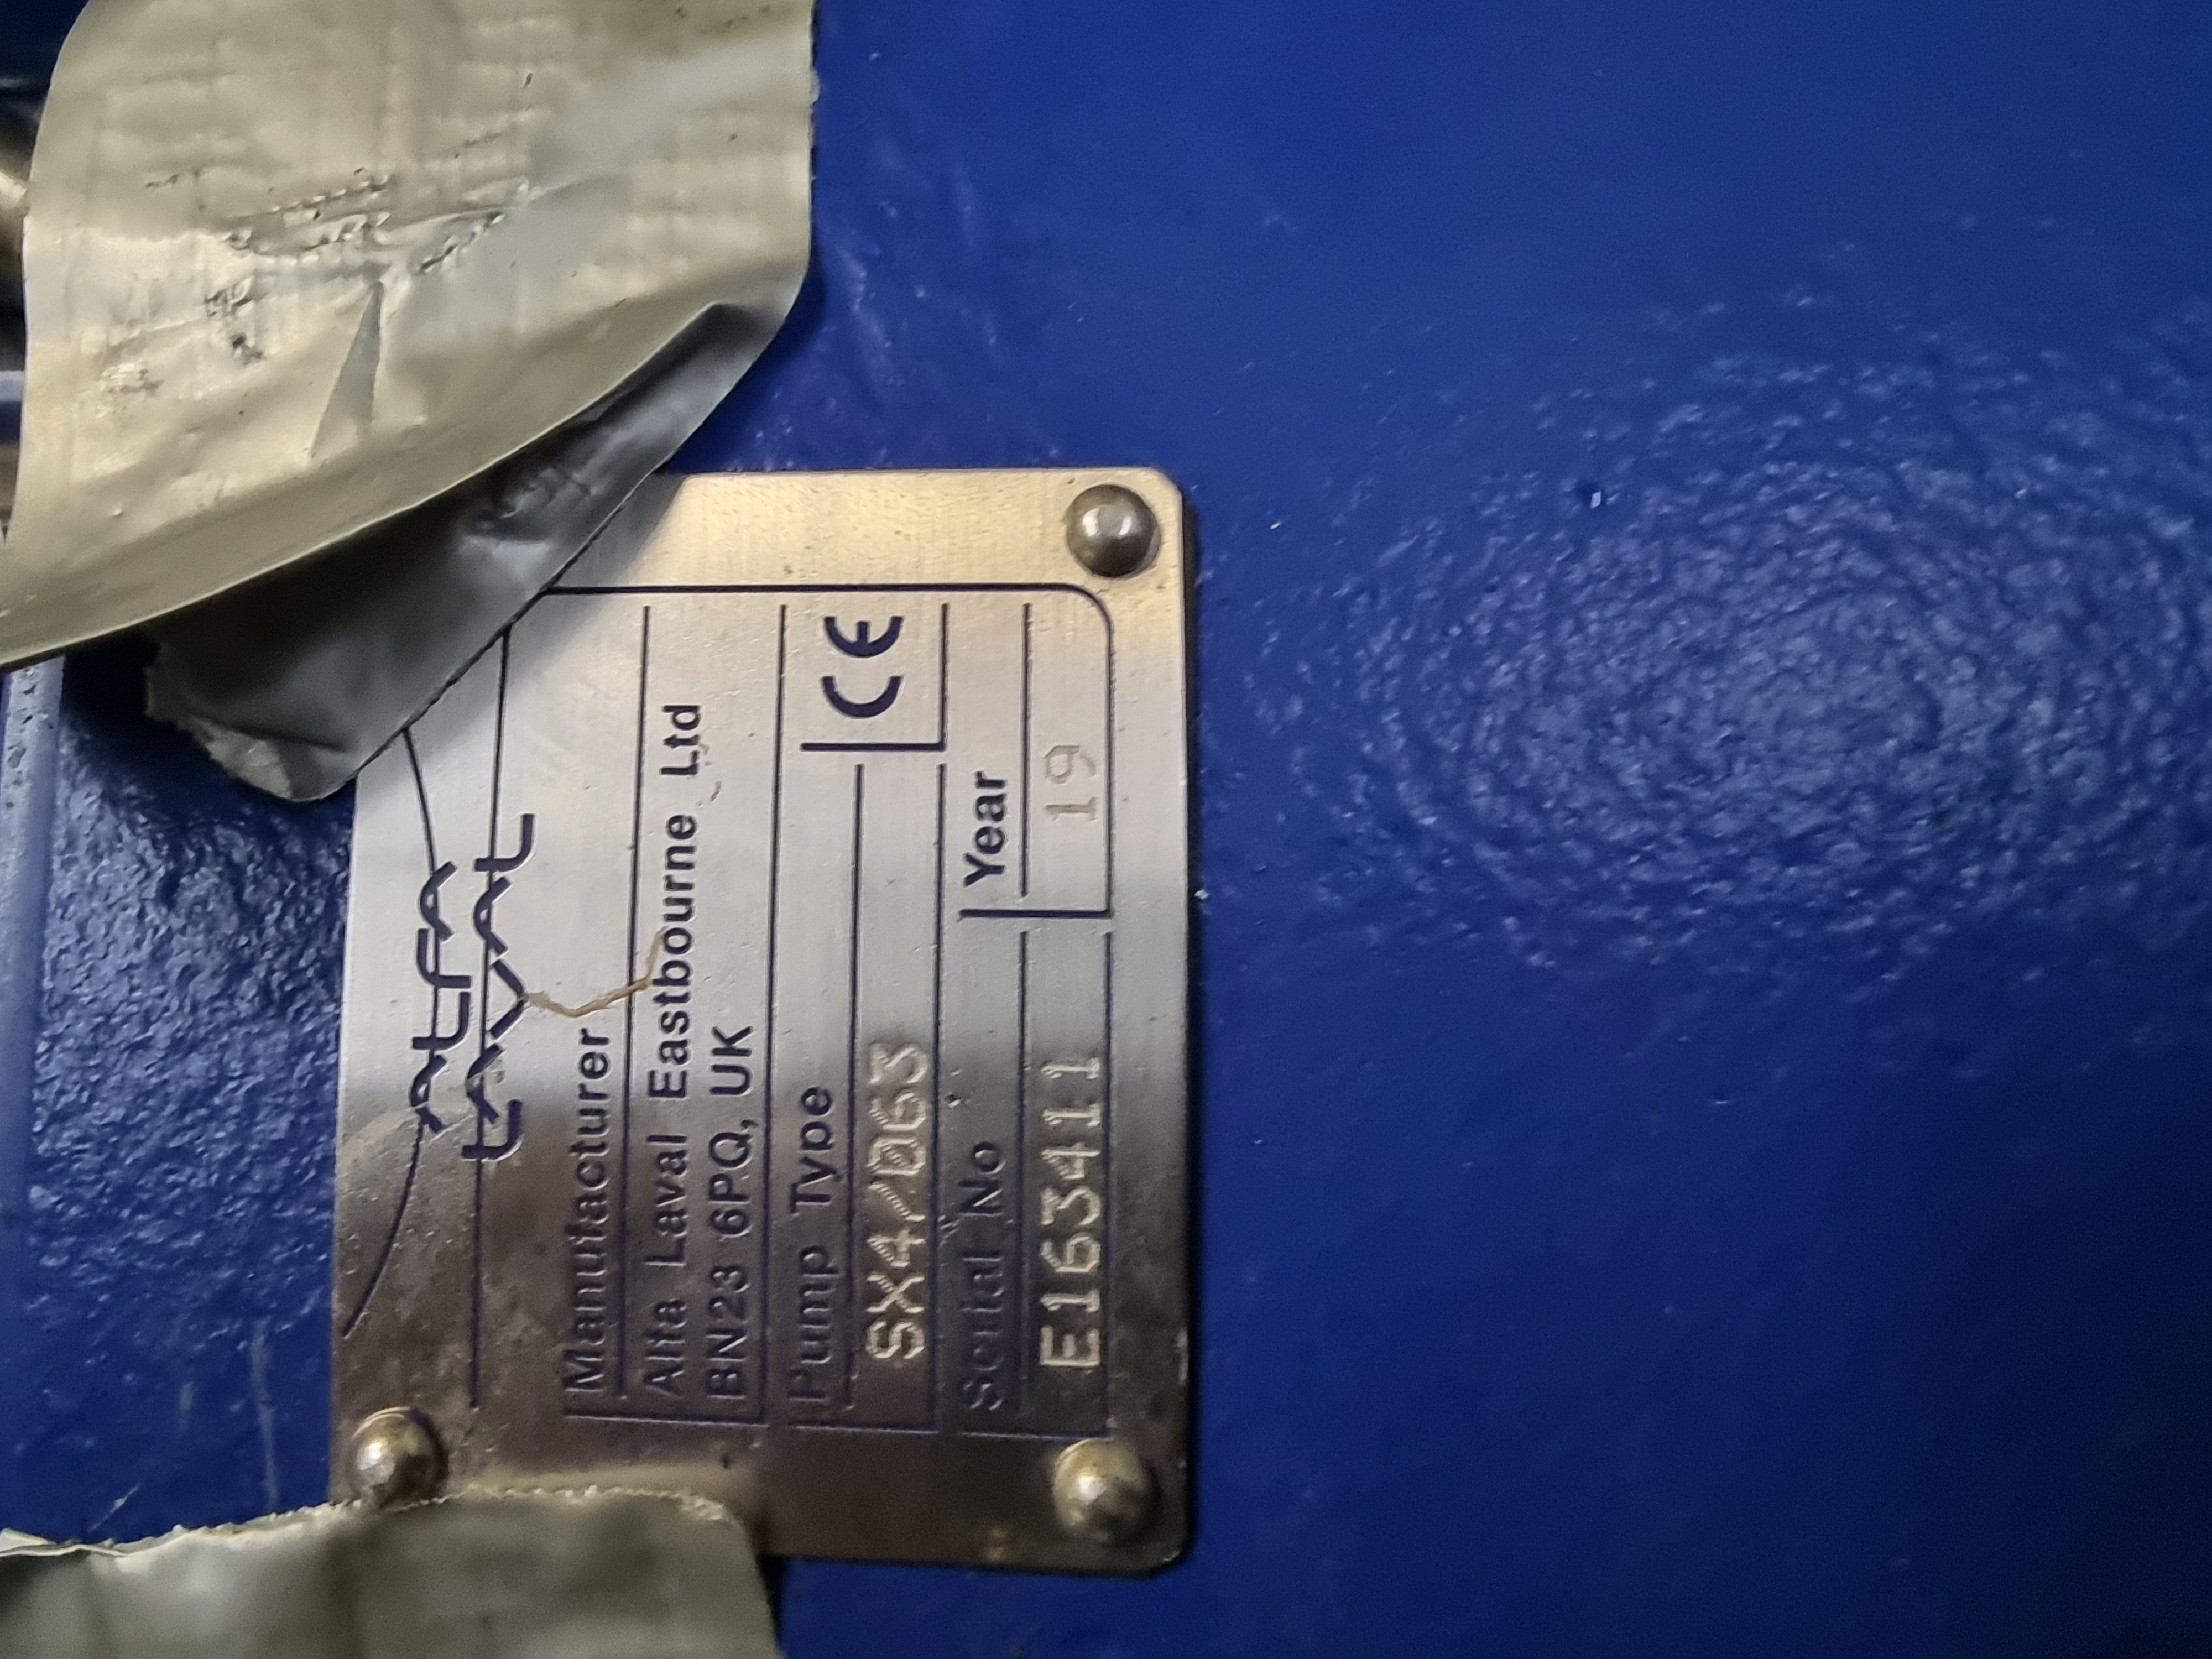 alfa
laval
Manufacturer
Alfa Laval Eastbourne Ltd
BN23 6PQ, UK
Pump Type
SX4/063
CE
Serial No
Year
E163411
19